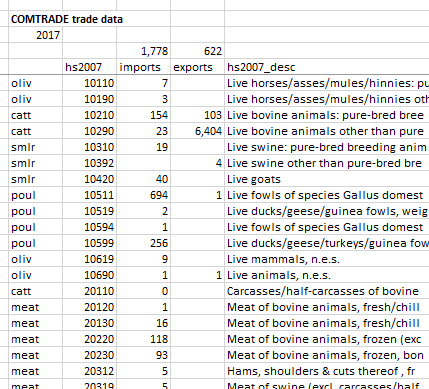 COMTRADE trade data
2017
1,778 622
hs2007 imports exports hs2007_desc
oliv 10110 7 Live horses/asses/mules/hinnies: pu
oliv 10190 3 Live horses/asses/mules/hinnies oth
catt 10210 154 103 Live bovine animals: pure-bred bree
catt 10290 23 6,404 Live bovine animals other than pure
smlr 10310 19 Live swine: pure-bred breeding anim
smlr 10392 4 Live swine other than pure-bred bre
smlr 10420 40 Live goats
poul 10511 694 1 Live fowls of species Gallus domest
poul 10519 2 Live ducks/geese/guinea fowls, weig
poul 10594 1 Live fowls of species Gallus domest
poul 10599 256 Live ducks/geese/turkeys/guinea fow
oliv 10619 9 Live mammals, n.e.s.
oliv 10690 1 1 Live animals, n.e.s.
catt 20110 0 Carcasses/half-carcasses of bovine
meat 20120 1 Meat of bovine animals, fresh/chill
meat 20130 16 Meat of bovine animals, fresh/chill
meat 20220 118 Meat of bovine animals, frozen (exc
meat 20230 93 Meat of bovine animals, frozen, bon
meat 20312 5 Hams, shoulders & cuts thereof , fr
meat 20319 5 Meat of swine (excl. carcasses/half